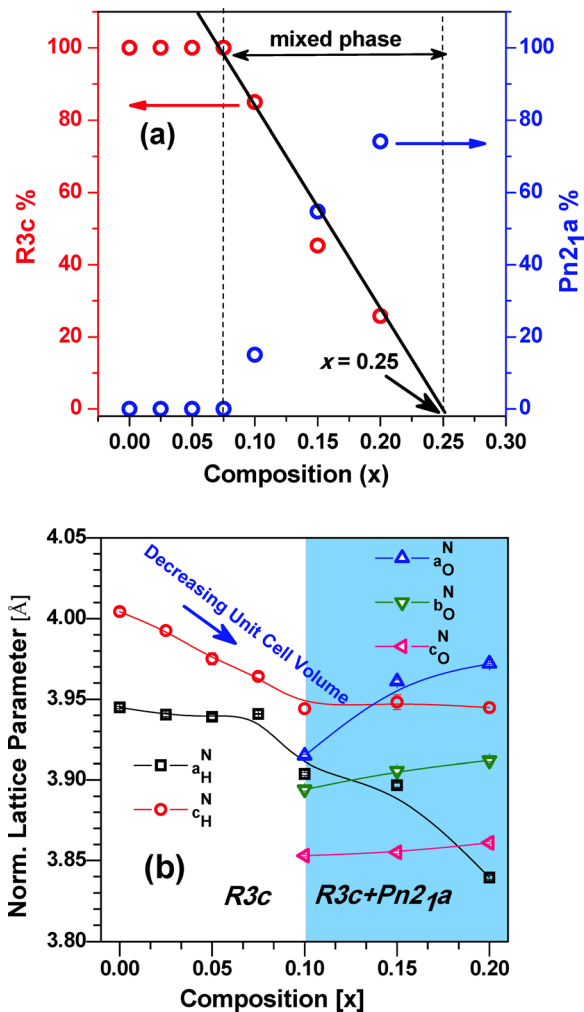 100
80
60
40
20
0
R3c %
mixed phase
(a)
x = 0.25
100
80
60
40
20
0
Pn2₁a %
0.00 0.05 0.10 0.15 0.20 0.25 0.30
Composition (x)
4.05
4.00
3.95
3.90
3.85
3.80
Norm. Lattice Parameter [Å]
Decreasing Unit Cell Volume
a_O^N
b_O^N
c_O^N
a_H^N
c_H^N
(b)
R3c
R3c+Pn2₁a
0.00 0.05 0.10 0.15 0.20
Composition [x]